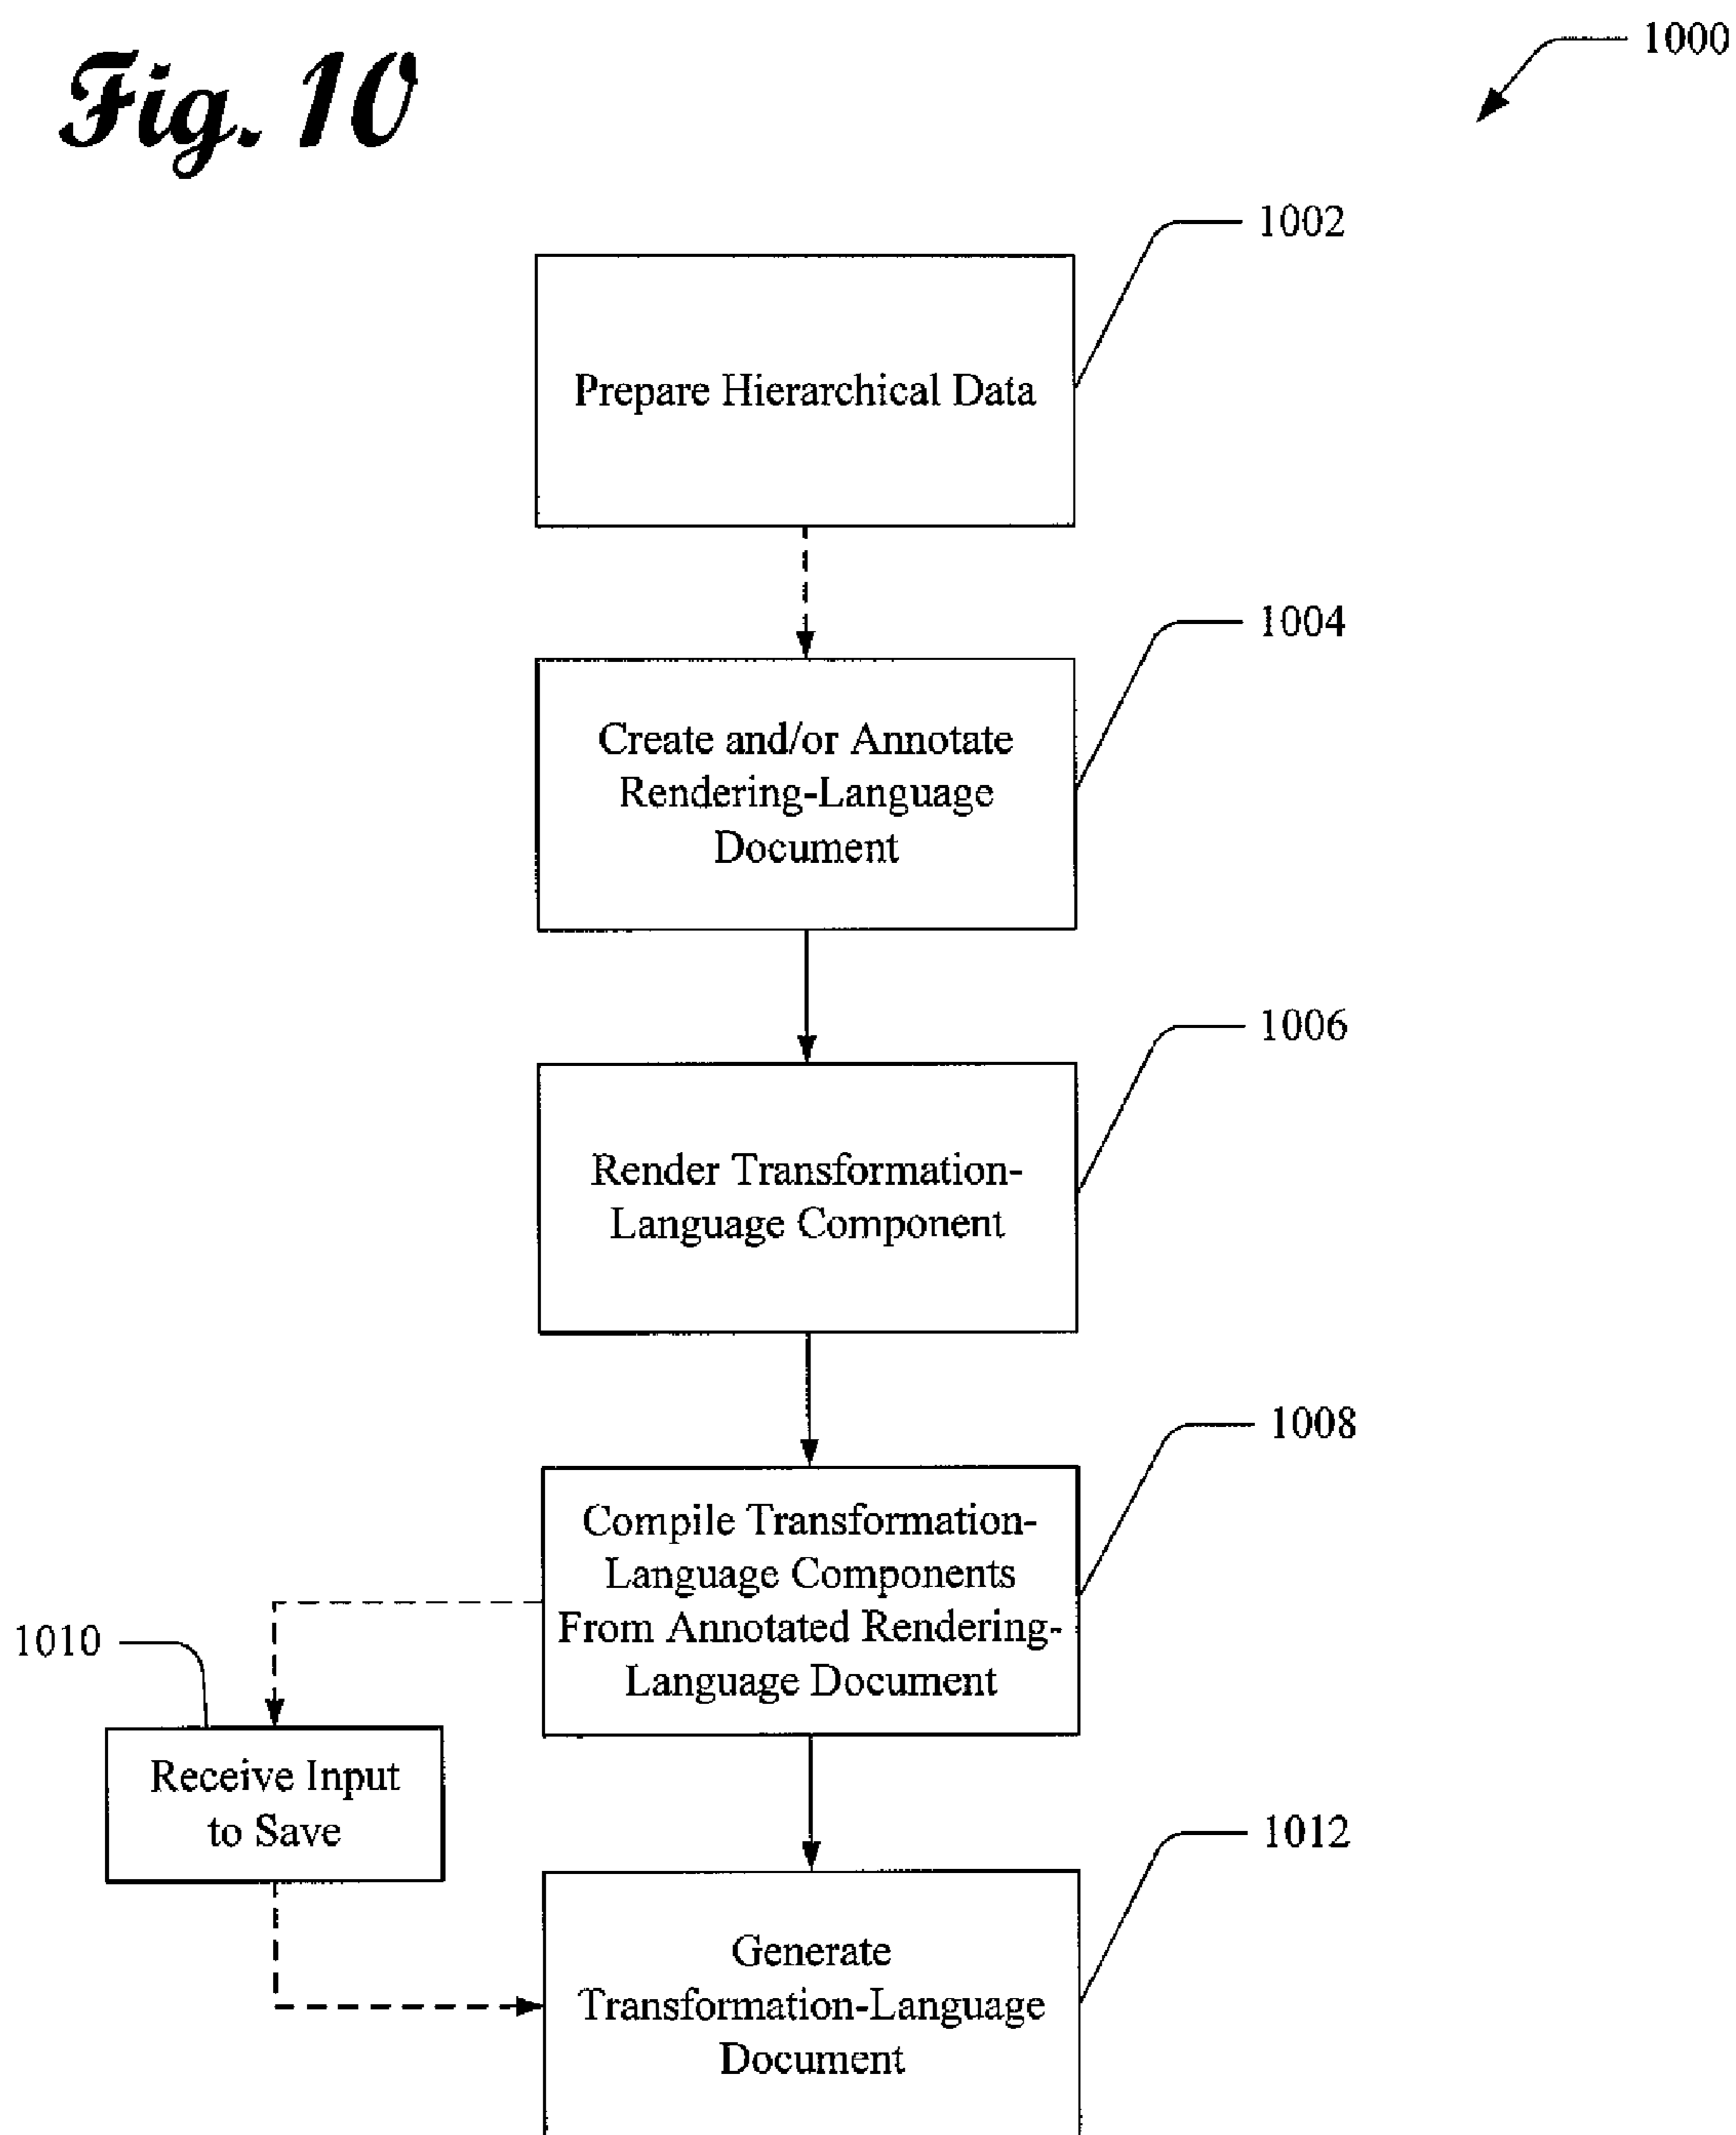 Fig. 10
1000
1002
Prepare Hierarchical Data
1004
Create and/or Annotate
Rendering-Language
Document
1006
Render Transformation-
Language Component
1008
Compile Transformation-
Language Components
From Annotated Rendering-
Language Document
1010
Receive Input
to Save
1012
Generate
Transformation-Language
Document